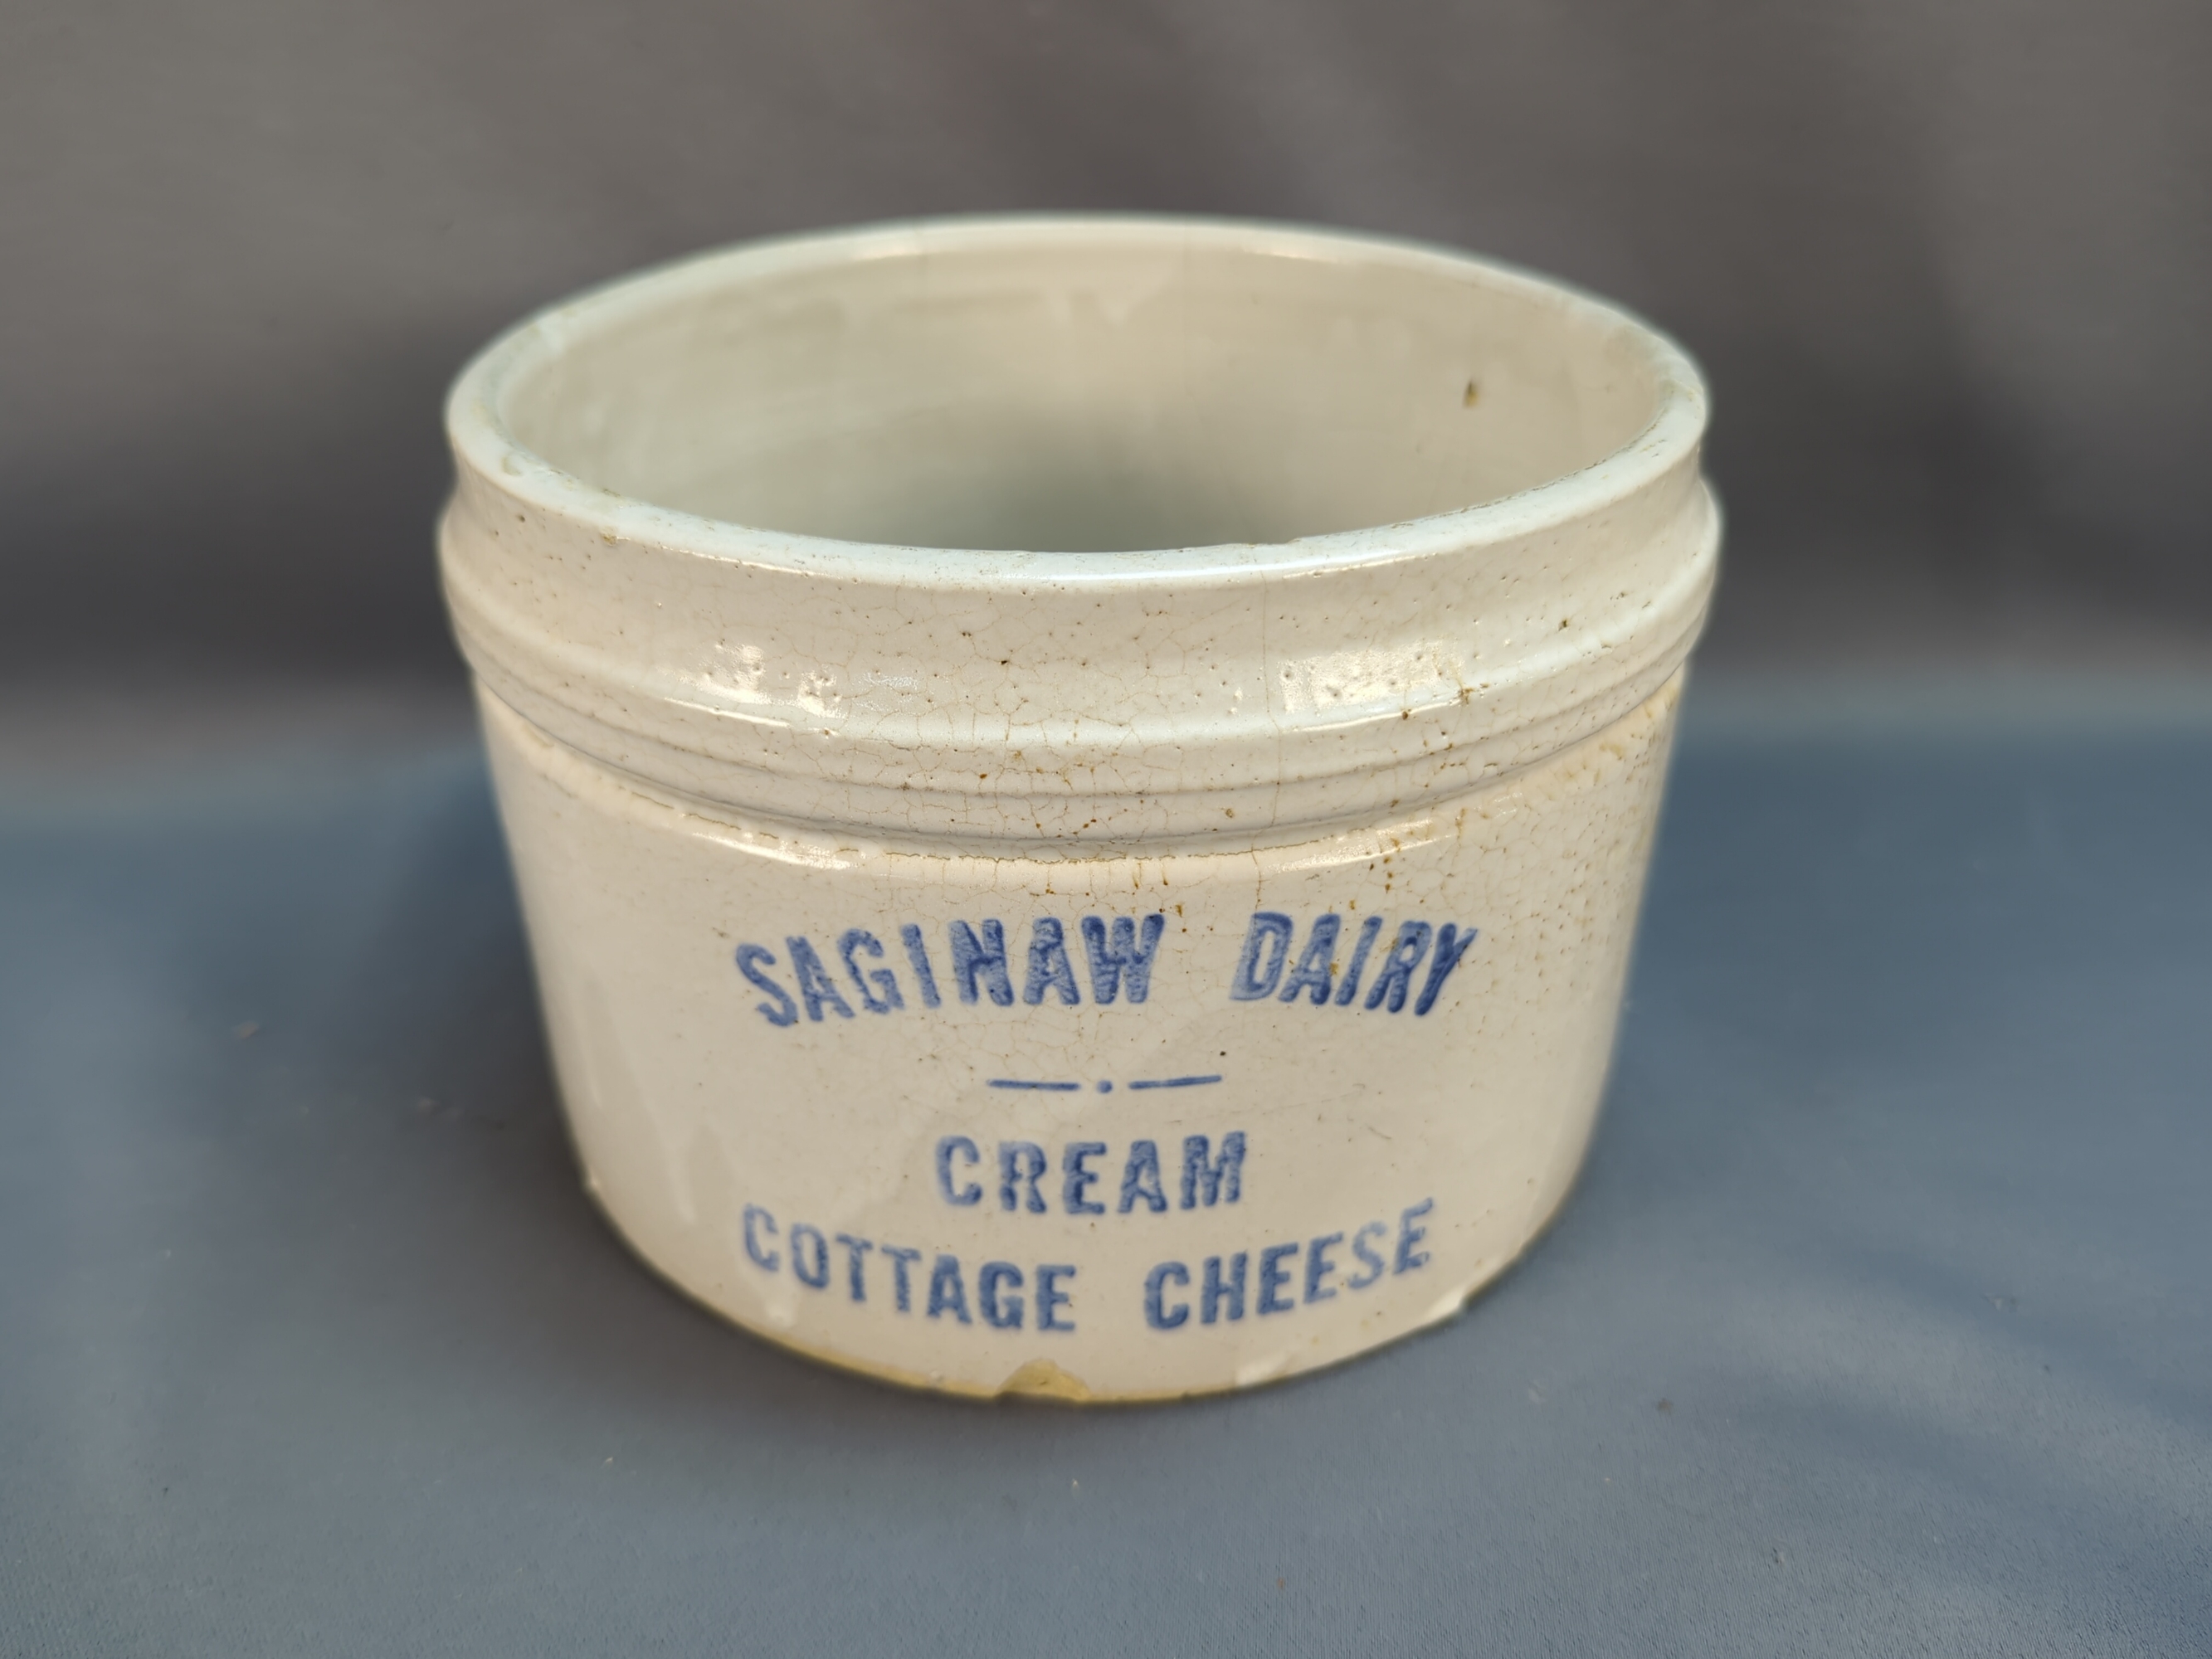 SAGINAW DAIRY
—·—
CREAM
COTTAGE CHEESE